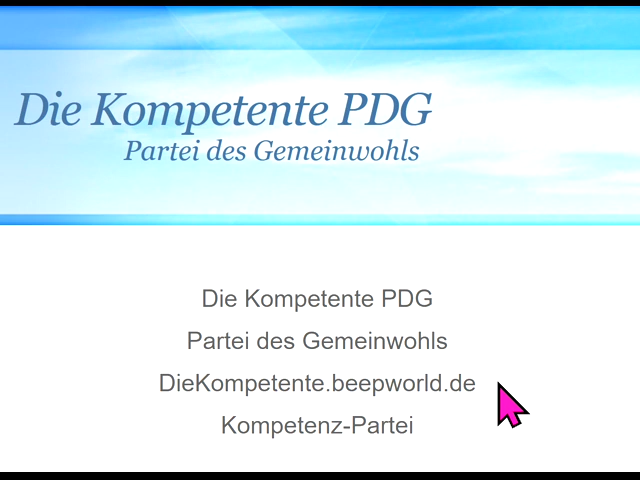 Die Kompetente PDG
Partei des Gemeinwohls
Die Kompetente PDG
Partei des Gemeinwohls
DieKompetente.beepworld.de
Kompetenz-Partei